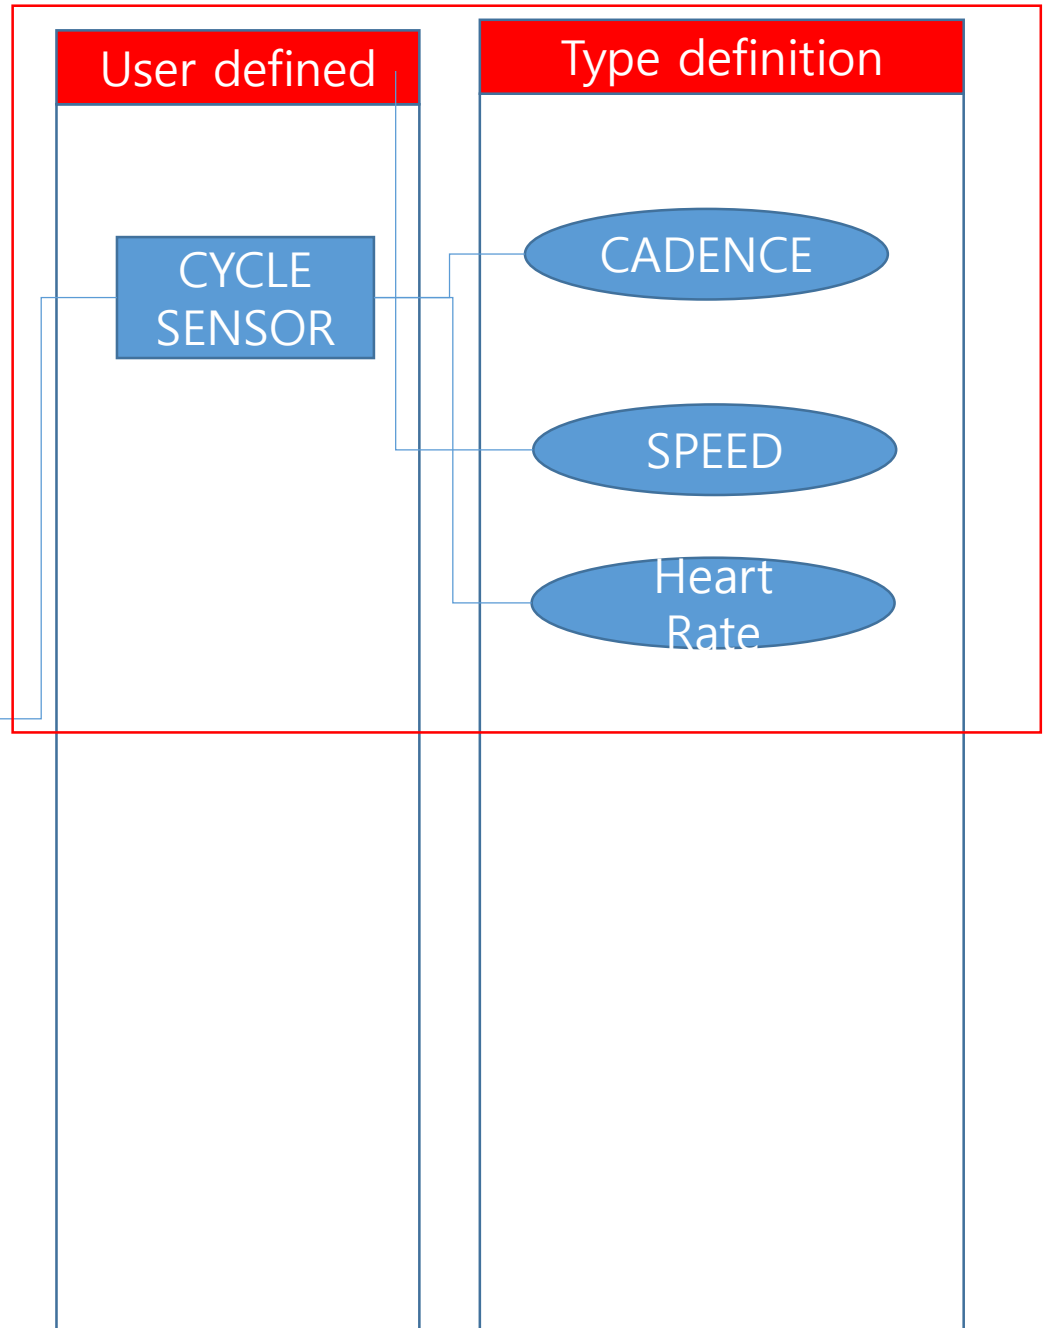 User defined
Type definition
CYCLE
SENSOR
CADENCE
SPEED
Heart
Rate